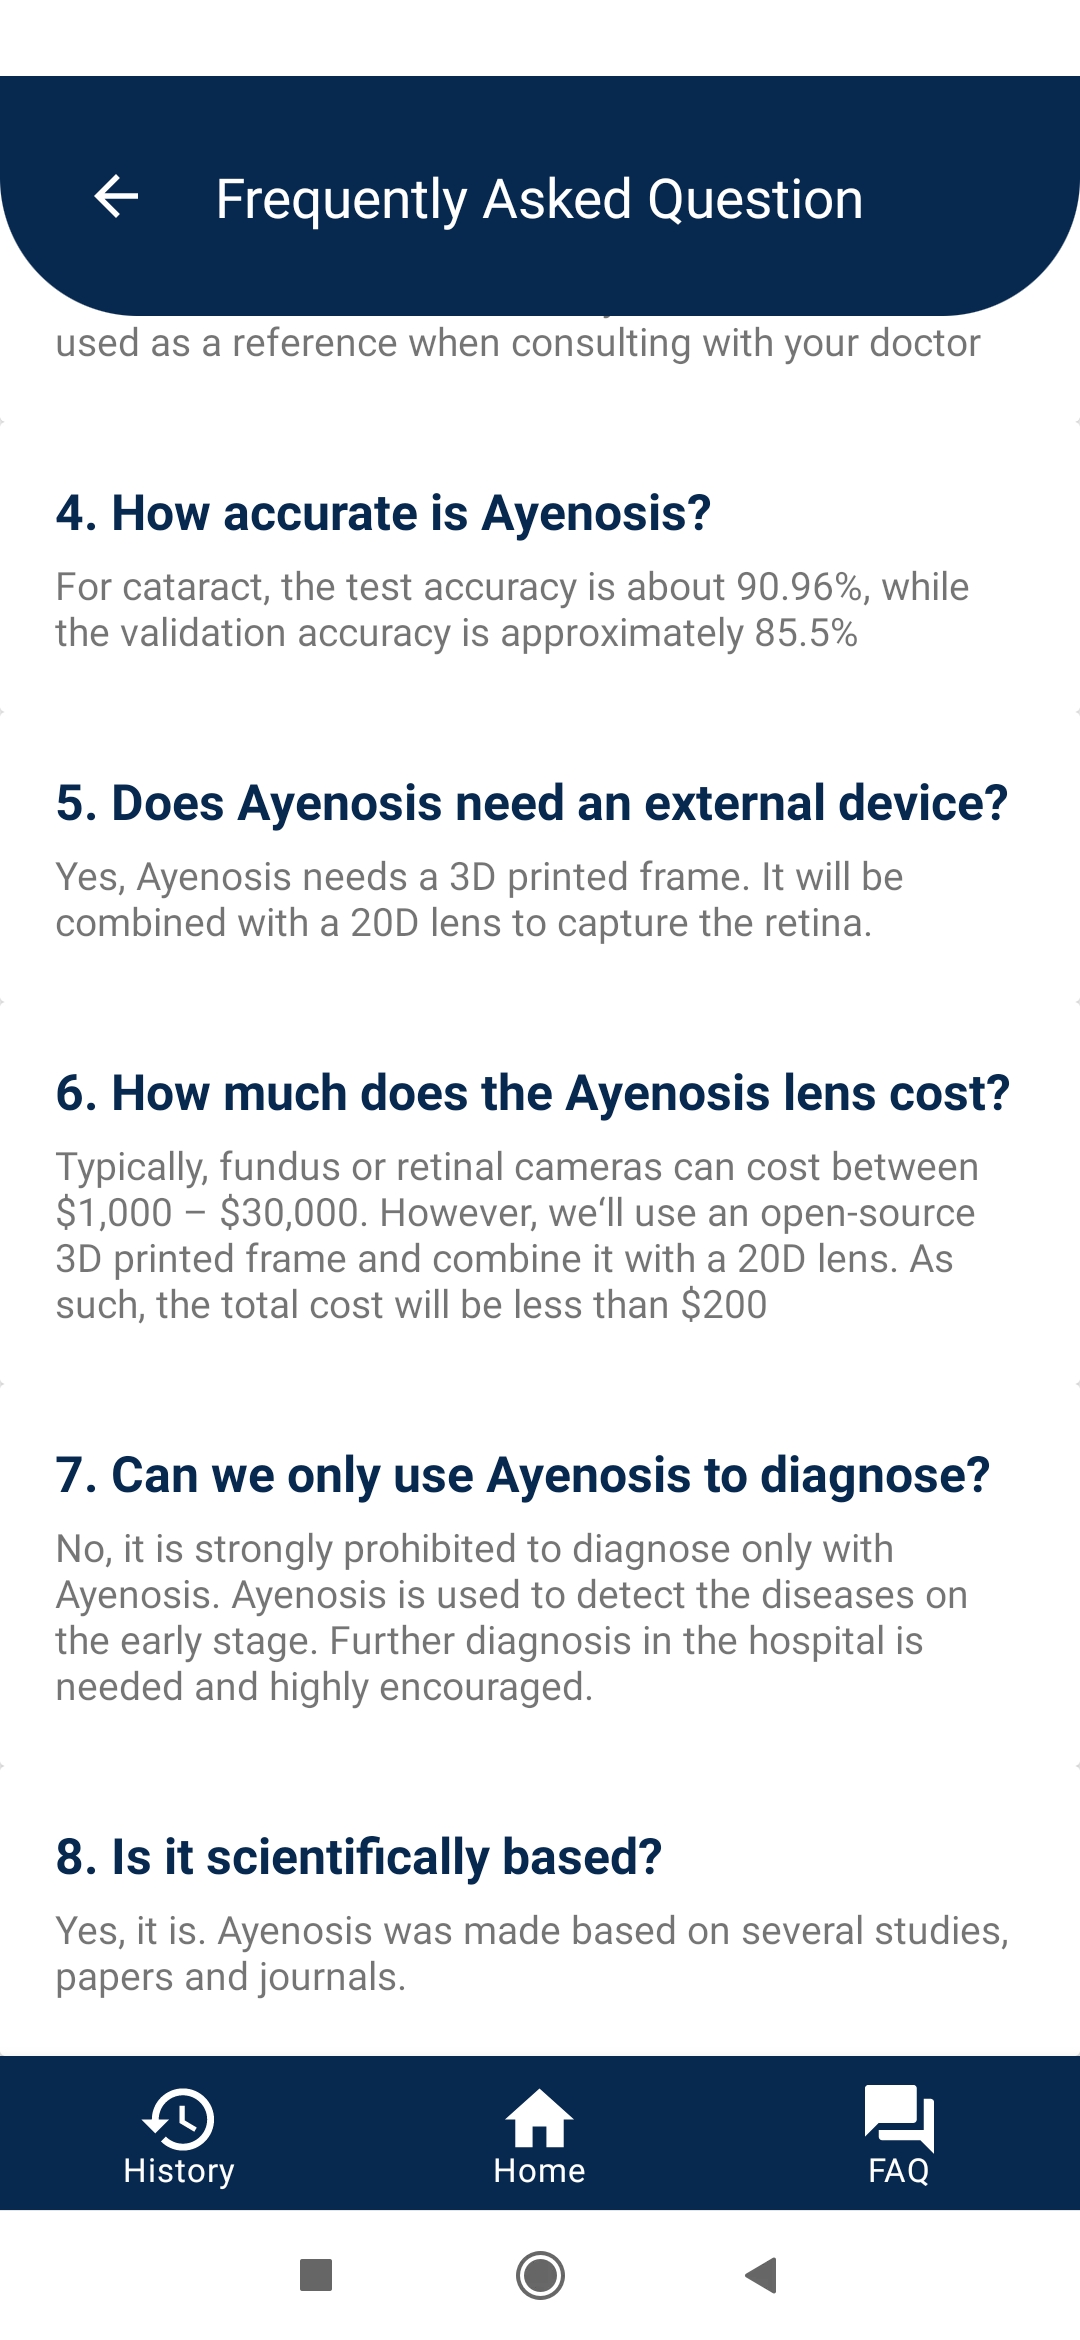 Frequently Asked Question
used as a reference when consulting with your doctor
4. How accurate is Ayenosis?
For cataract, the test accuracy is about 90.96%, while
the validation accuracy is approximately 85.5%
5. Does Ayenosis need an external device?
Yes, Ayenosis needs a 3D printed frame. It will be
combined with a 20D lens to capture the retina.
6. How much does the Ayenosis lens cost?
Typically, fundus or retinal cameras can cost between
$1,000 – $30,000. However, we‘ll use an open-source
3D printed frame and combine it with a 20D lens. As
such, the total cost will be less than $200
7. Can we only use Ayenosis to diagnose?
No, it is strongly prohibited to diagnose only with
Ayenosis. Ayenosis is used to detect the diseases on
the early stage. Further diagnosis in the hospital is
needed and highly encouraged.
8. Is it scientifically based?
Yes, it is. Ayenosis was made based on several studies,
papers and journals.
History
Home
FAQ